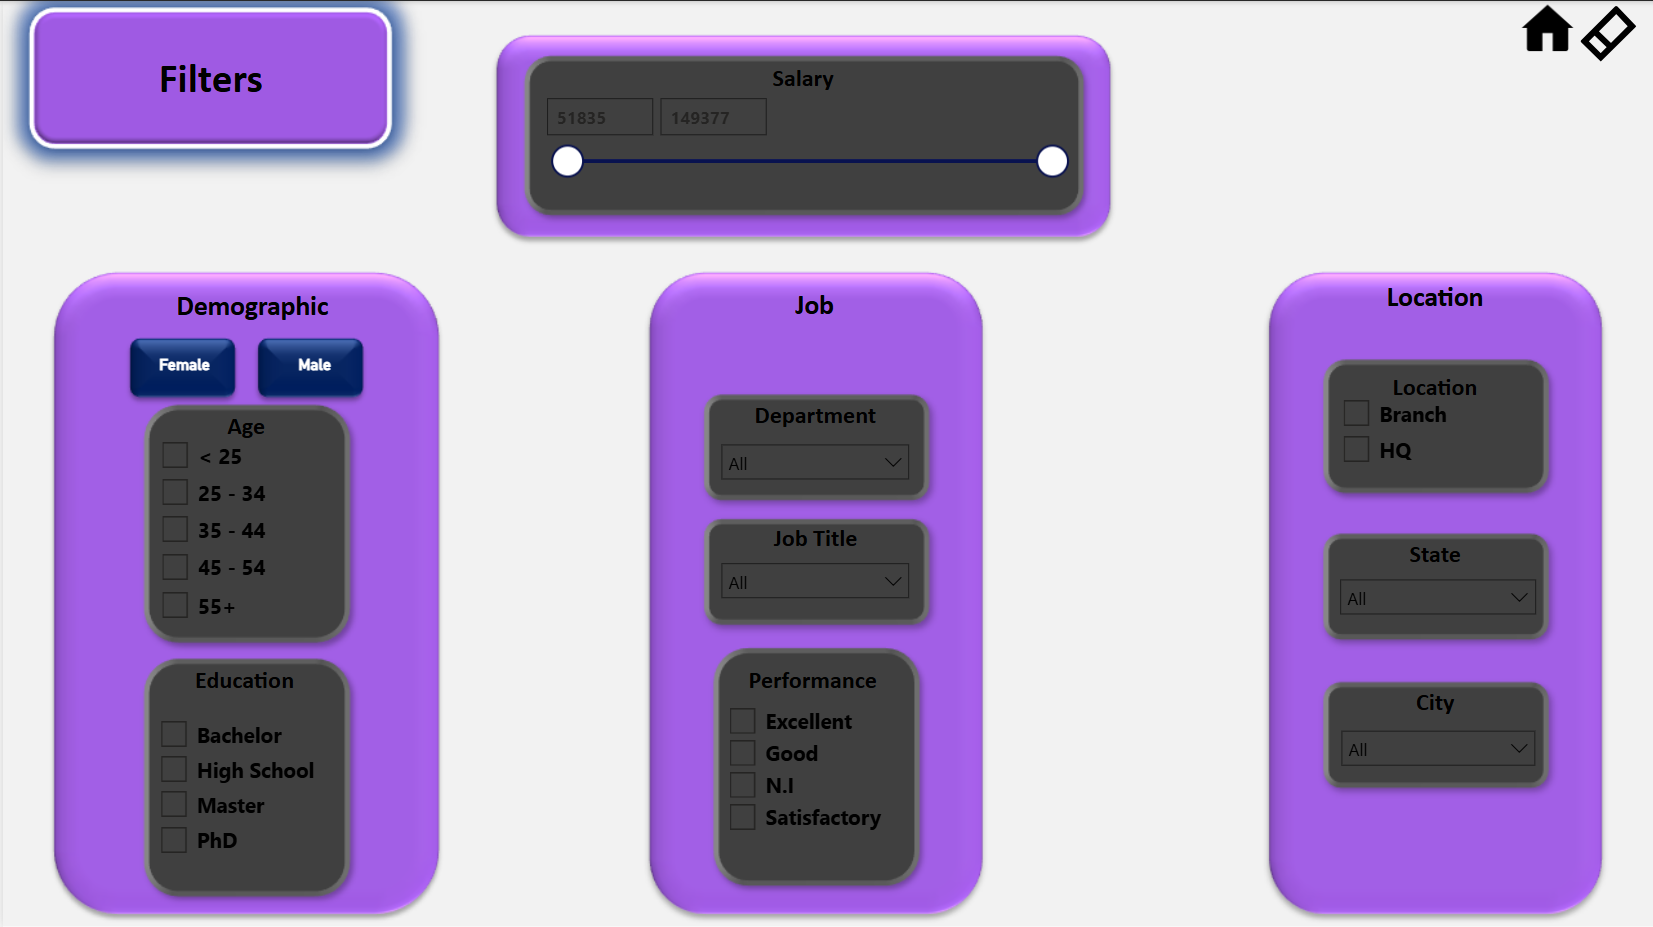 Filters
Salary
51835 149377
Demographic
Female Male
Age
< 25
25 - 34
35 - 44
45 - 54
55+
Education
Bachelor
High School
Master
PhD
Job
Department
All
Job Title
All
Performance
Excellent
Good
N.I
Satisfactory
Location
Location
Branch
HQ
State
All
City
All